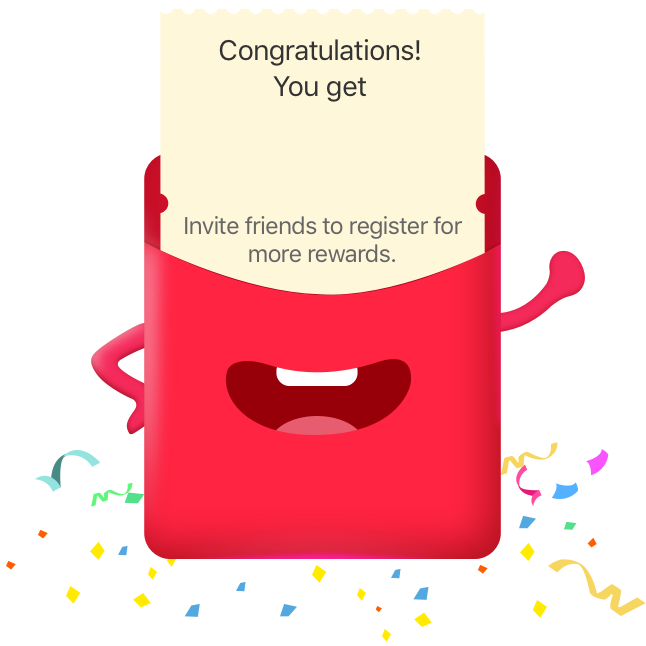 Congratulations!
You get
Invite friends to register for
more rewards.